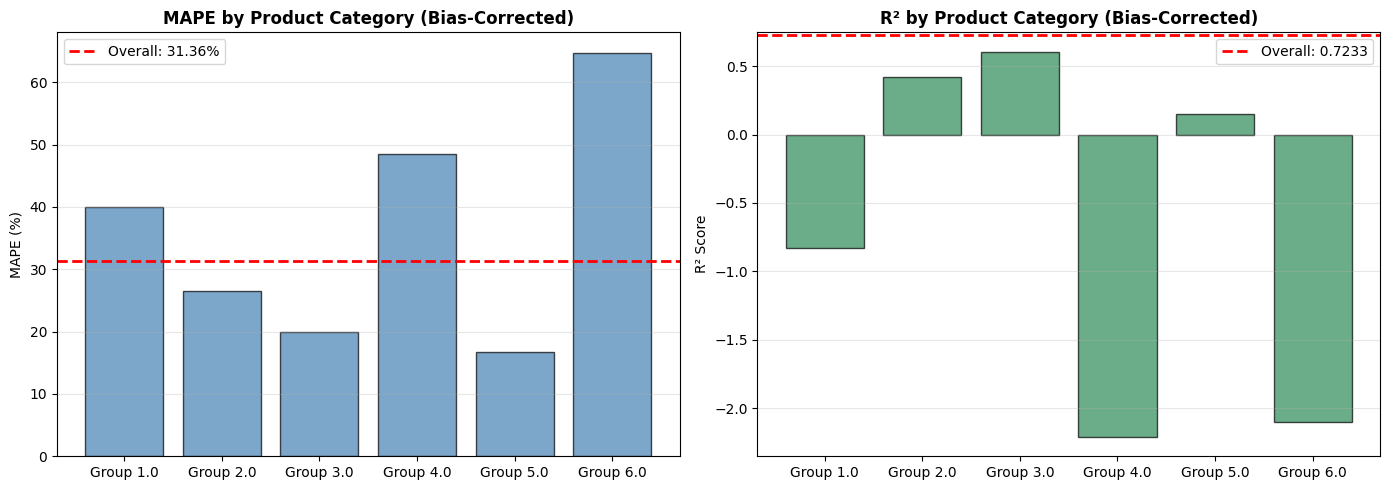 MAPE by Product Category (Bias-Corrected)
Overall: 31.36%
MAPE (%)
60
50
40
30
20
10
0
Group 1.0 Group 2.0 Group 3.0 Group 4.0 Group 5.0 Group 6.0
R² by Product Category (Bias-Corrected)
Overall: 0.7233
R² Score
0.5
0.0
−0.5
−1.0
−1.5
−2.0
Group 1.0 Group 2.0 Group 3.0 Group 4.0 Group 5.0 Group 6.0